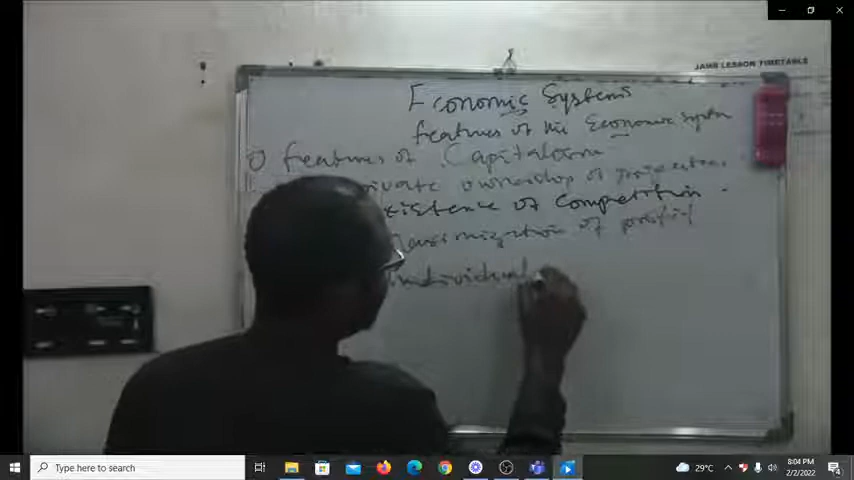 JAMB LESSON TIMETABLE
Economic Systems
features of the Economic system
features of Capitalism
private ownership of properties.
existence of Competition
maximization of profit
individual
Type here to search
29°C
8:04 PM
2/2/2022
4